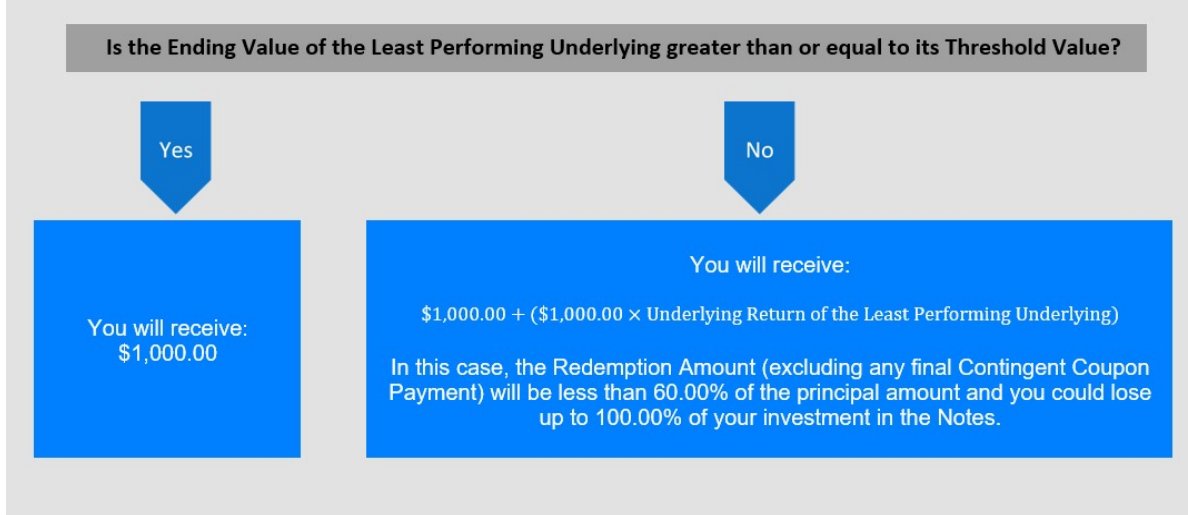 Is the Ending Value of the Least Performing Underlying greater than or equal to its Threshold Value?
Yes
No
You will receive:
$1,000.00
You will receive:
$1,000.00 + ($1,000.00 × Underlying Return of the Least Performing Underlying)
In this case, the Redemption Amount (excluding any final Contingent Coupon
Payment) will be less than 60.00% of the principal amount and you could lose
up to 100.00% of your investment in the Notes.